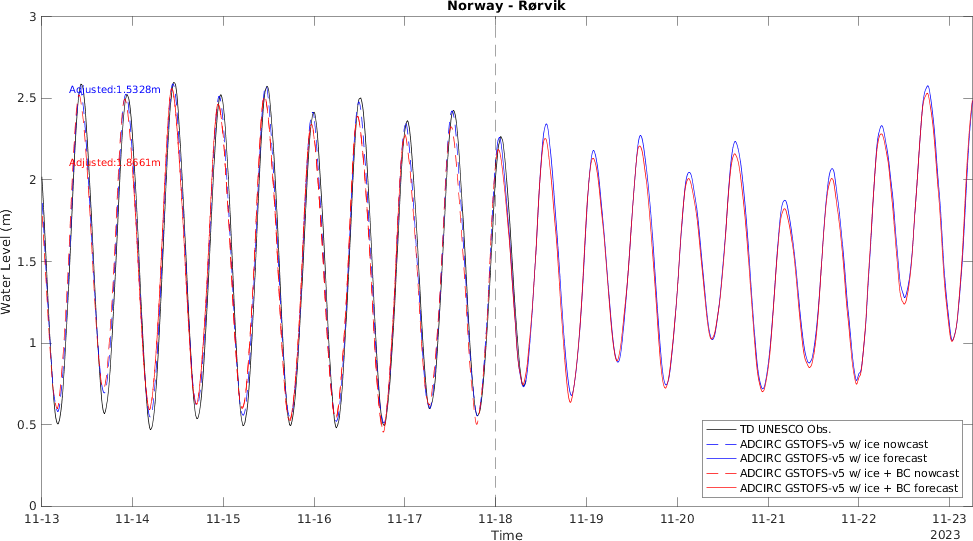 Norway - Rørvik
3
2.5
2
1.5
1
0.5
0
Water Level (m)
Adjusted:1.5328m
Adjusted:1.8661m
TD UNESCO Obs.
ADCIRC GSTOFS-v5 w/ ice nowcast
ADCIRC GSTOFS-v5 w/ ice forecast
ADCIRC GSTOFS-v5 w/ ice + BC nowcast
ADCIRC GSTOFS-v5 w/ ice + BC forecast
11-13 11-14 11-15 11-16 11-17 11-18 11-19 11-20 11-21 11-22 11-23
Time
2023